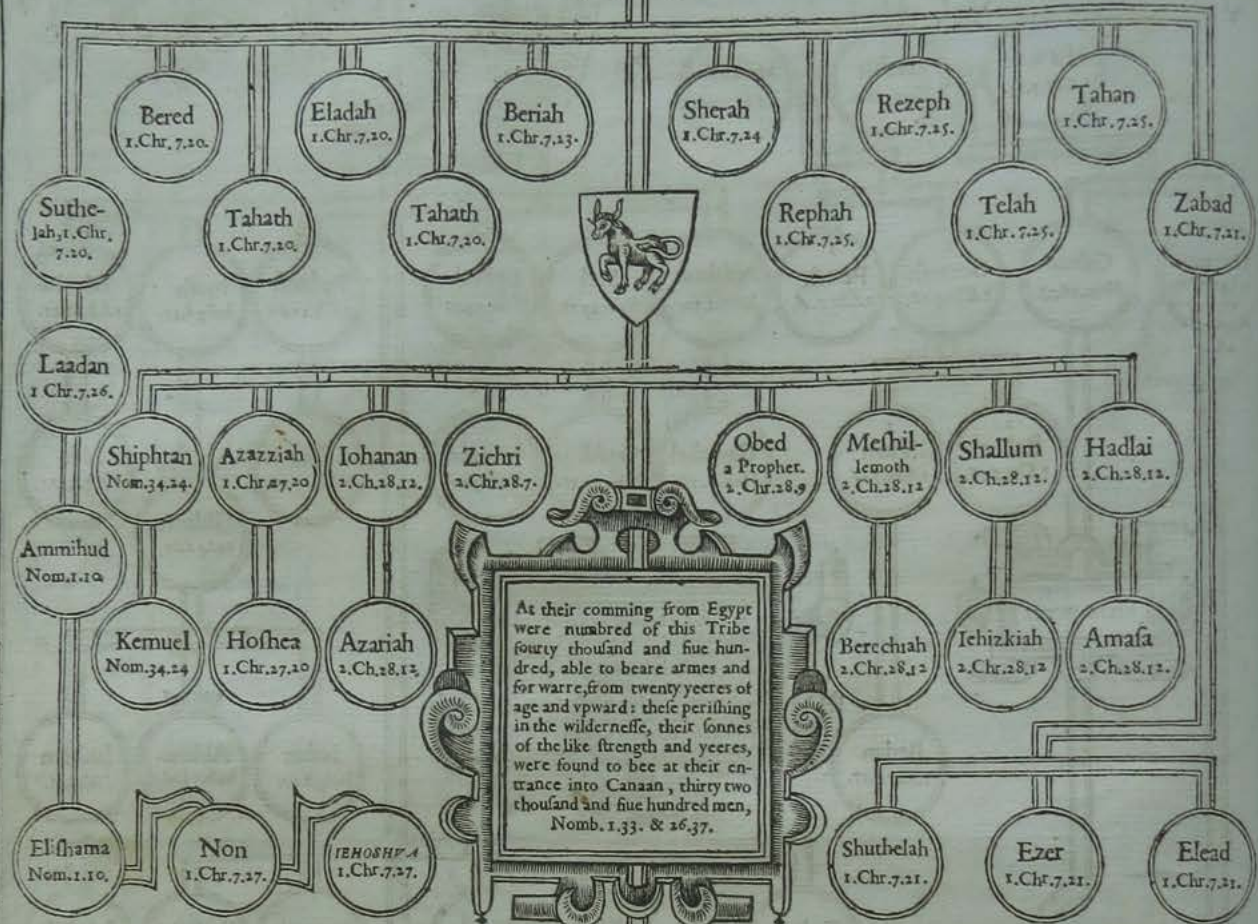 Bered
1.Chr.7.20.
Eladah
1.Chr.7.20.
Beriah
1.Chr.7.23.
Sherah
1.Chr.7.24
Rezeph
1.Chr.7.25.
Tahan
1.Chr.7.25.
Suthe-
lah,1.Chr.
7.20.
Tahath
1.Chr.7.20.
Tahath
1.Chr.7.20.
Rephah
1.Chr.7.25.
Telah
1.Chr.7.25.
Zabad
1.Chr.7.21.
Laadan
1 Chr.7.26.
Shiphtan
Nom.34.24.
Azazziah
1.Chr.27.20
Iohanan
2.Ch.28.12.
Zichri
2.Chr.28.7.
Obed
a Prophet.
2.Chr.28.9
Meſhil-
lemoth
2.Ch.28.12
Shallum
2.Ch.28.12.
Hadlai
2.Ch.28.12.
Ammihud
Nom.1.10.
Kemuel
Nom.34.24
Hoſhea
1.Chr.27.20
Azariah
2.Ch.28.12.
Berechiah
2.Chr.28.12
Iehizkiah
2.Chr.28.12
Amaſa
2.Ch.28.12.
At their comming from Egypt
were numbred of this Tribe
fourty thouſand and fiue hun-
dred, able to beare armes and
for warre, from twenty yeeres of
age and vpward: theſe periſhing
in the wilderneſſe, their ſonnes
of the like ſtrength and yeeres,
were found to bee at their en-
trance into Canaan, thirty two
thouſand and fiue hundred men,
Nomb. 1.33. & 26.37.
Eliſhama
Nom.1.10.
Non
1.Chr.7.27.
IEHOSHVA
1.Chr.7.27.
Shuthelah
1.Chr.7.21.
Ezer
1.Chr.7.21.
Elead
1.Chr.7.21.